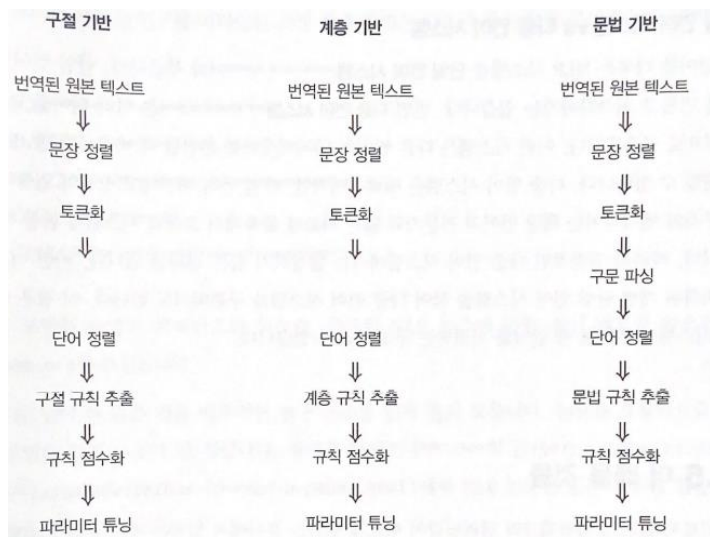 구절 기반
계층 기반
문법 기반
번역된 원본 텍스트
번역된 원본 텍스트
번역된 원본 텍스트
⇓
⇓
⇓
문장 정렬
문장 정렬
문장 정렬
⇓
⇓
⇓
토큰화
토큰화
토큰화
⇓
⇓
⇓
구문 파싱
⇓
단어 정렬
단어 정렬
단어 정렬
⇓
⇓
⇓
구절 규칙 추출
계층 규칙 추출
문법 규칙 추출
⇓
⇓
⇓
규칙 점수화
규칙 점수화
규칙 점수화
⇓
⇓
⇓
파라미터 튜닝
파라미터 튜닝
파라미터 튜닝